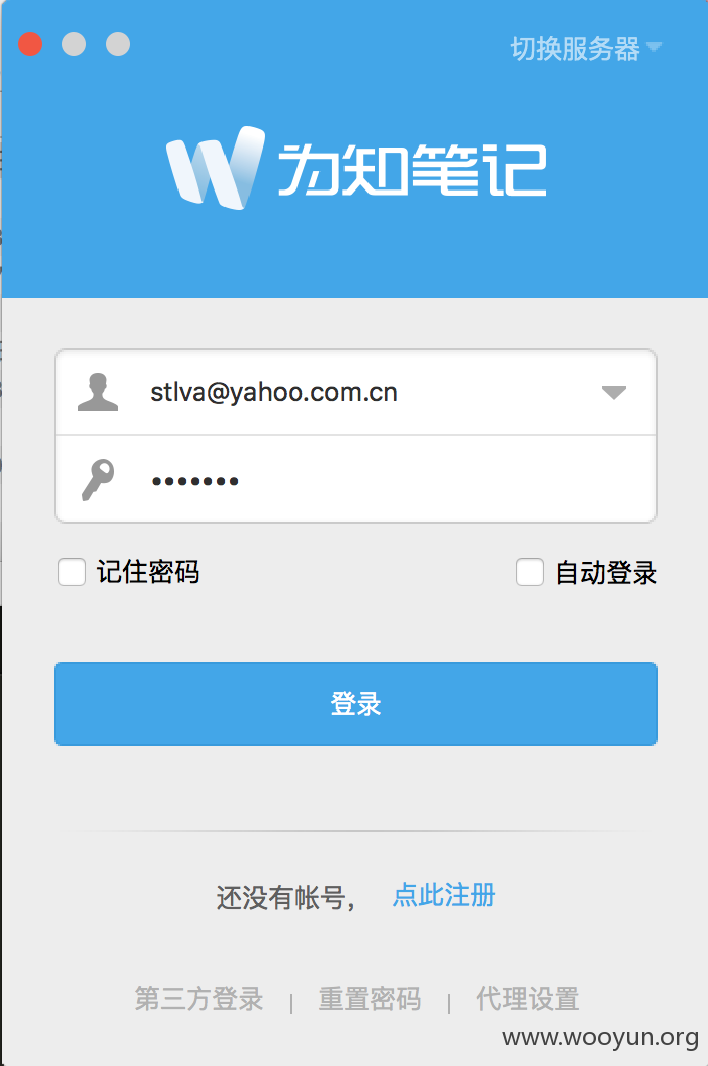 切换服务器
为知笔记
stlva@yahoo.com.cn
•••••••
记住密码 自动登录
登录
还没有帐号, 点此注册
第三方登录 | 重置密码 | 代理设置
www.wooyun.org